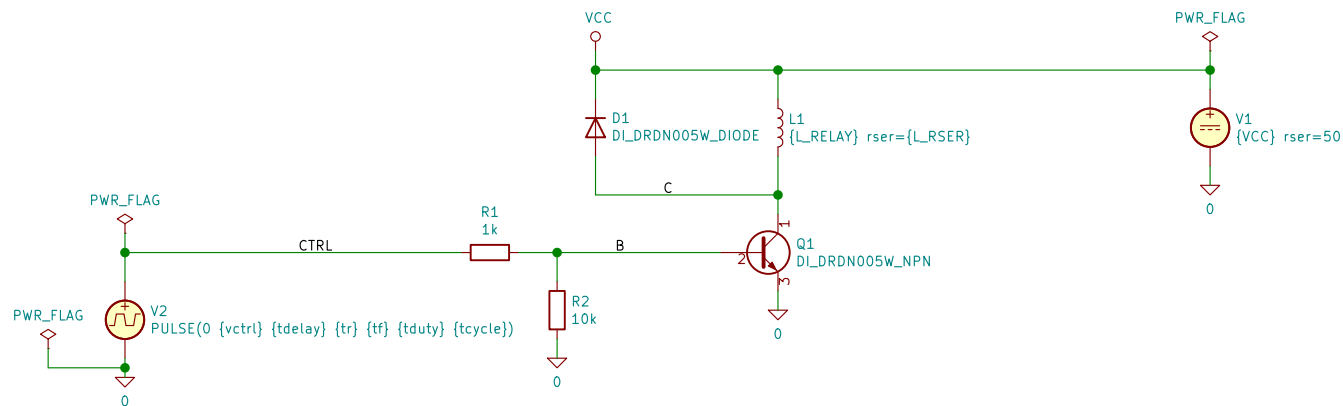 VCC
PWR_FLAG
D1
DI_DRDN005W_DIODE
L1
{L_RELAY} rser={L_RSER}
V1
{VCC} rser=50
0
C
PWR_FLAG
R1
1k
CTRL
B
1
2
3
Q1
DI_DRDN005W_NPN
0
PWR_FLAG
V2
PULSE(0 {vctrl} {tdelay} {tr} {tf} {tduty} {tcycle})
R2
10k
0
0